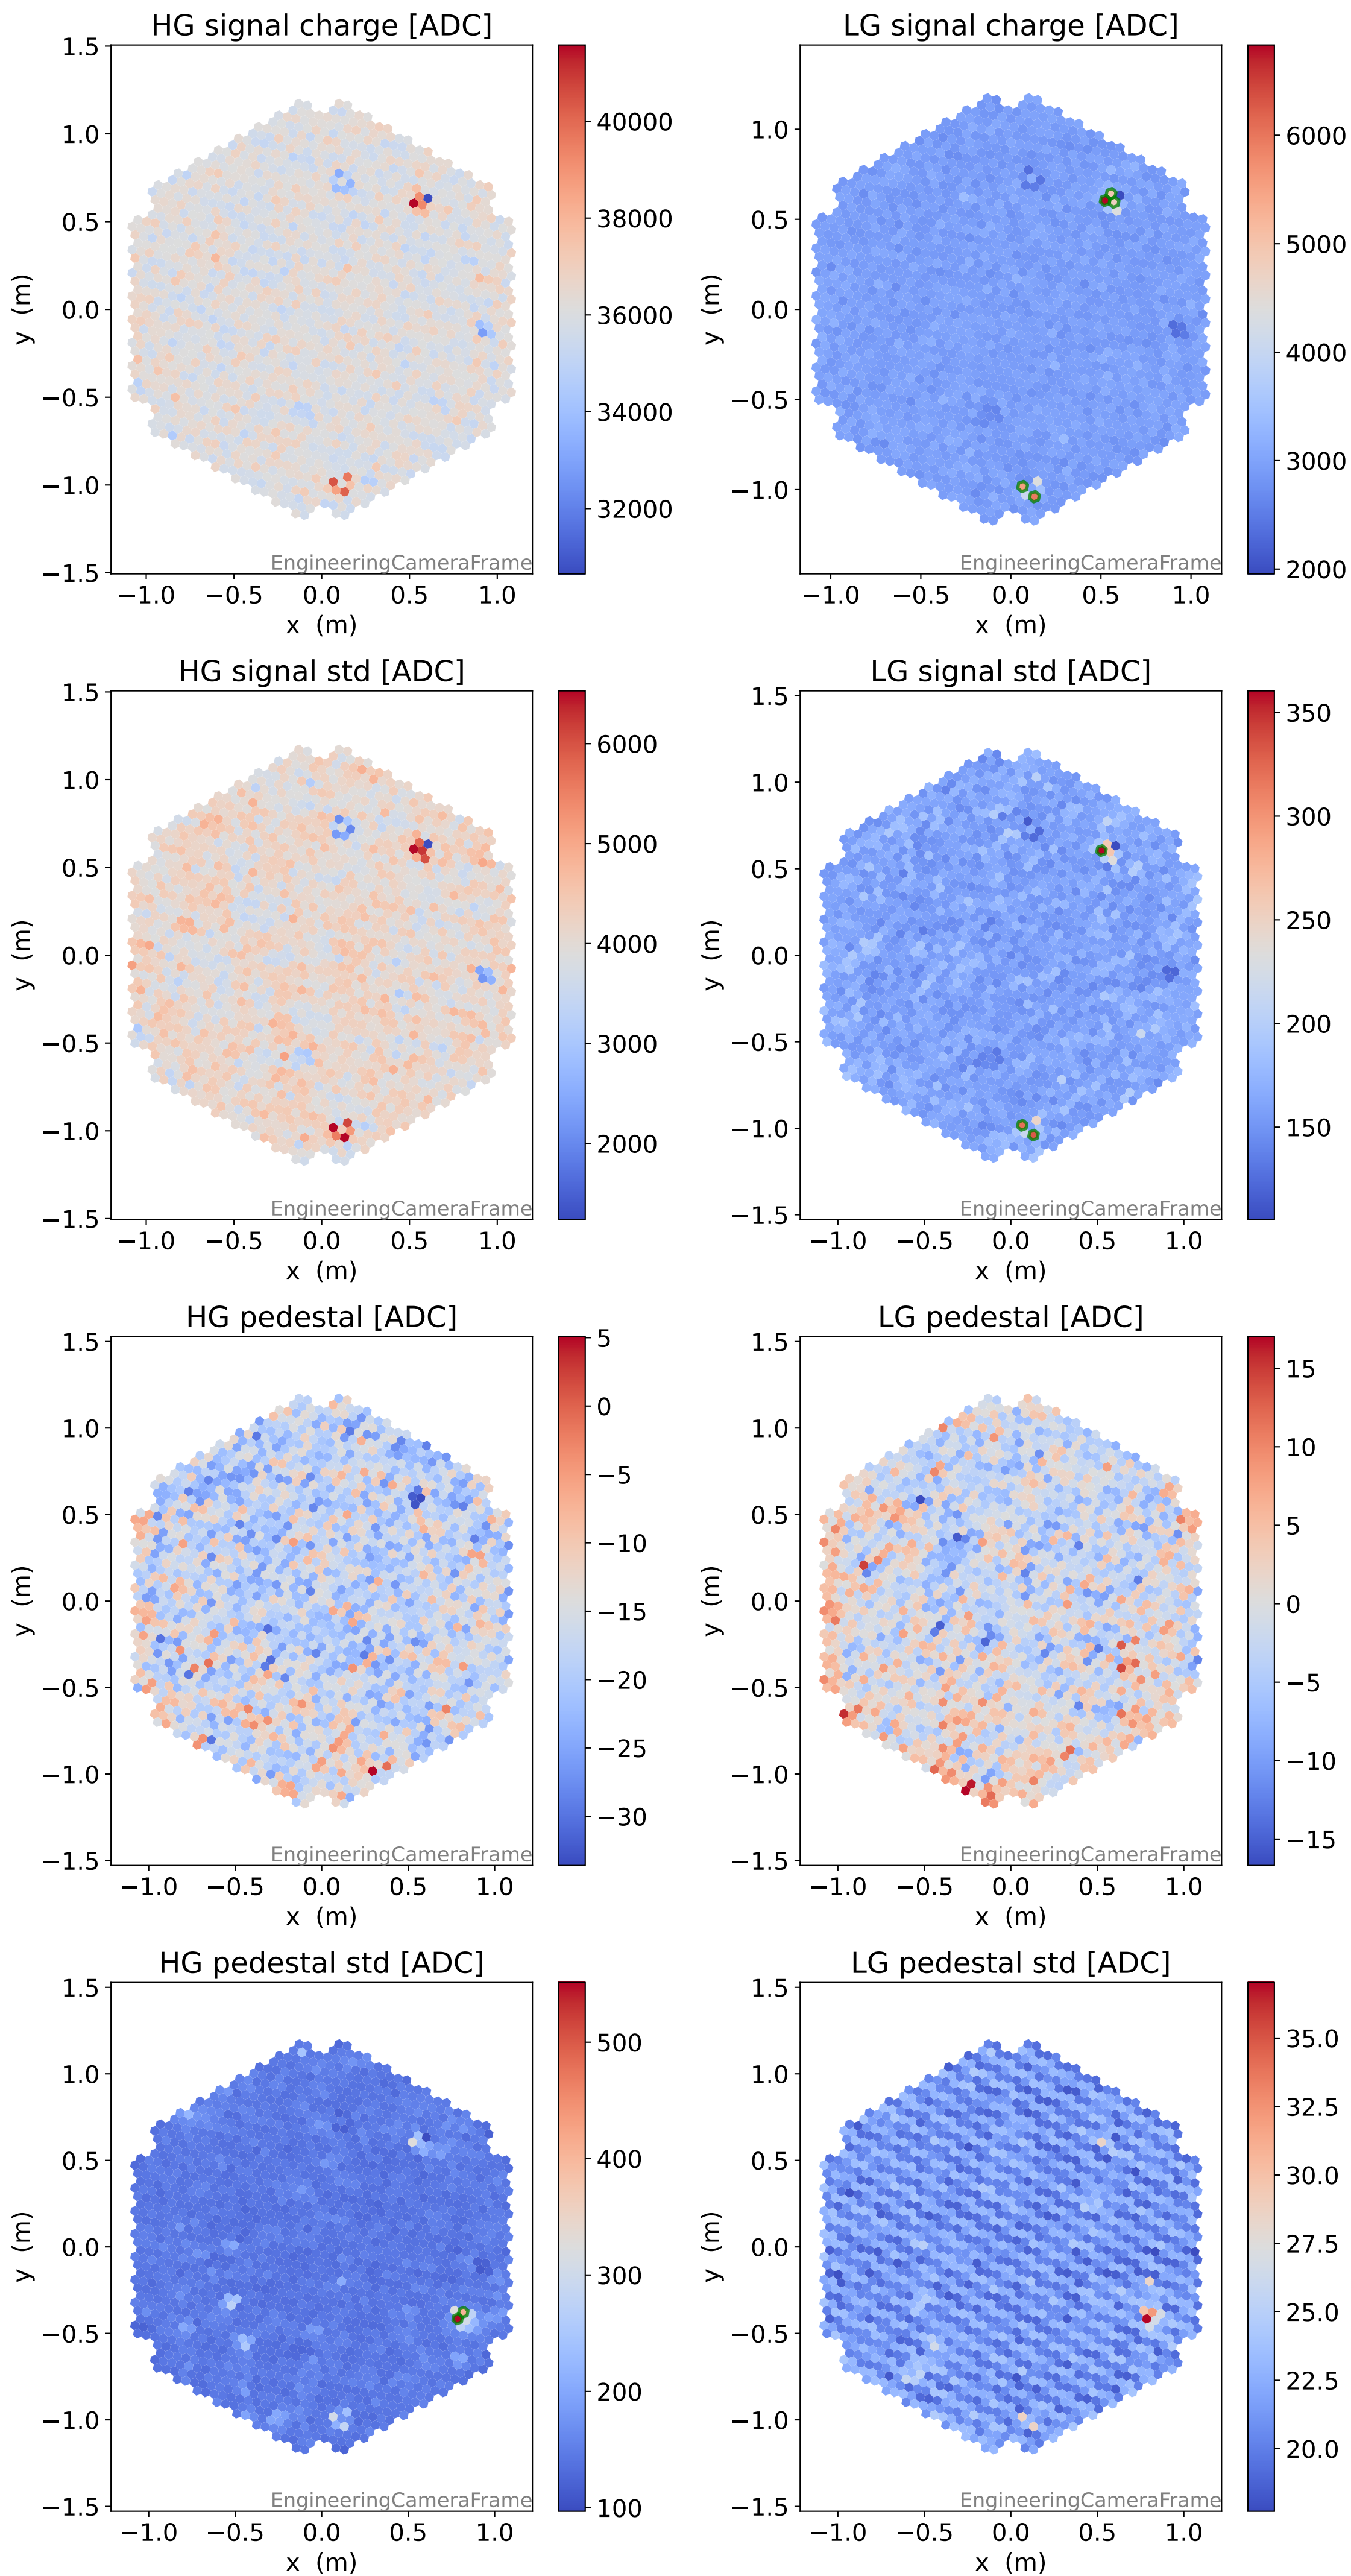 HG signal charge [ADC]
1.5
1.0
0.5
0.0
−0.5
−1.0
−1.5
y (m)
−1.0 −0.5 0.0 0.5 1.0
x (m)
EngineeringCameraFrame
40000
38000
36000
34000
32000
LG signal charge [ADC]
1.0
0.5
0.0
−0.5
−1.0
y (m)
−1.0 −0.5 0.0 0.5 1.0
x (m)
EngineeringCameraFrame
6000
5000
4000
3000
2000
HG signal std [ADC]
1.5
1.0
0.5
0.0
−0.5
−1.0
−1.5
y (m)
−1.0 −0.5 0.0 0.5 1.0
x (m)
EngineeringCameraFrame
6000
5000
4000
3000
2000
LG signal std [ADC]
1.5
1.0
0.5
0.0
−0.5
−1.0
−1.5
y (m)
−1.0 −0.5 0.0 0.5 1.0
x (m)
EngineeringCameraFrame
350
300
250
200
150
HG pedestal [ADC]
1.5
1.0
0.5
0.0
−0.5
−1.0
−1.5
y (m)
−1.0 −0.5 0.0 0.5 1.0
x (m)
EngineeringCameraFrame
5
0
−5
−10
−15
−20
−25
−30
LG pedestal [ADC]
1.5
1.0
0.5
0.0
−0.5
−1.0
−1.5
y (m)
−1.0 −0.5 0.0 0.5 1.0
x (m)
EngineeringCameraFrame
15
10
5
0
−5
−10
−15
HG pedestal std [ADC]
1.5
1.0
0.5
0.0
−0.5
−1.0
−1.5
y (m)
−1.0 −0.5 0.0 0.5 1.0
x (m)
EngineeringCameraFrame
500
400
300
200
100
LG pedestal std [ADC]
1.5
1.0
0.5
0.0
−0.5
−1.0
−1.5
y (m)
−1.0 −0.5 0.0 0.5 1.0
x (m)
EngineeringCameraFrame
35.0
32.5
30.0
27.5
25.0
22.5
20.0